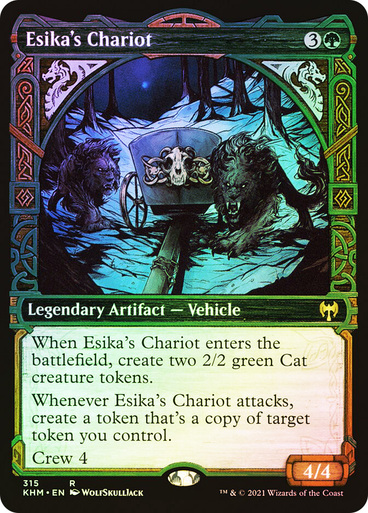 Esika's Chariot 3
Legendary Artifact — Vehicle
When Esika's Chariot enters the
battlefield, create two 2/2 green Cat
creature tokens.
Whenever Esika's Chariot attacks,
create a token that's a copy of target
token you control.
Crew 4
4/4
315 R
KHM • EN WolfSkullJack
™ & © 2021 Wizards of the Coast